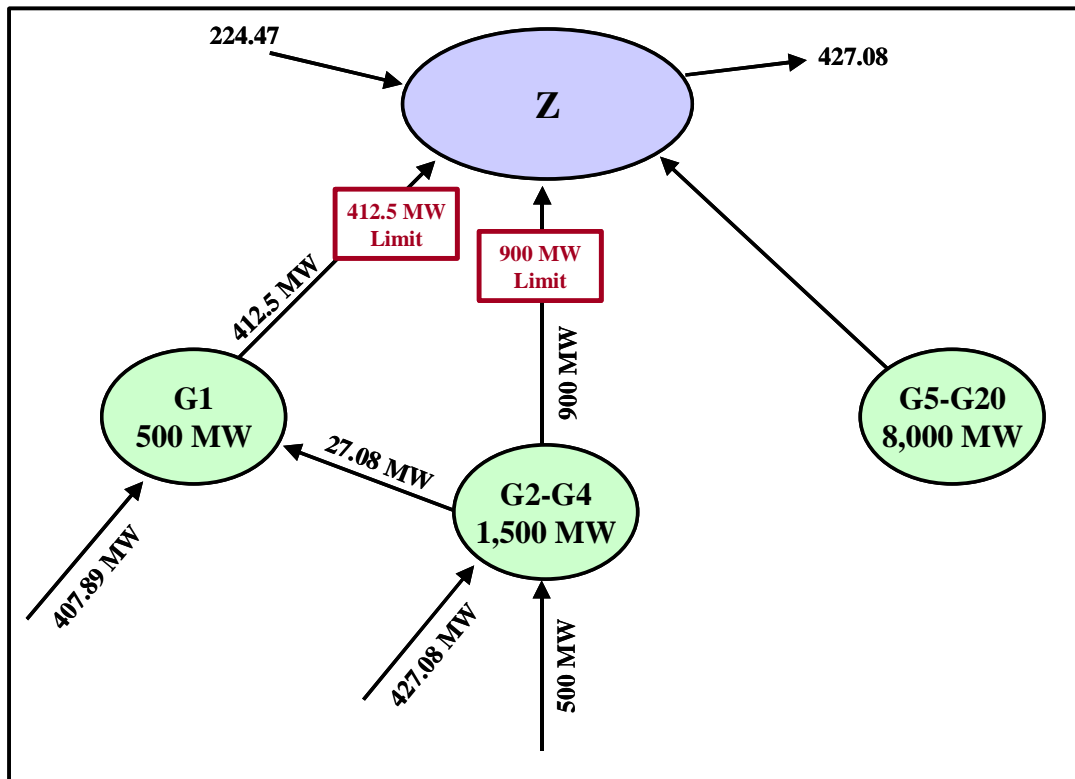 224.47
427.08
Z
412.5 MW
Limit
900 MW
Limit
412.5 MW
900 MW
G1
500 MW
G5-G20
8,000 MW
27.08 MW
G2-G4
1,500 MW
407.89 MW
427.08 MW
500 MW